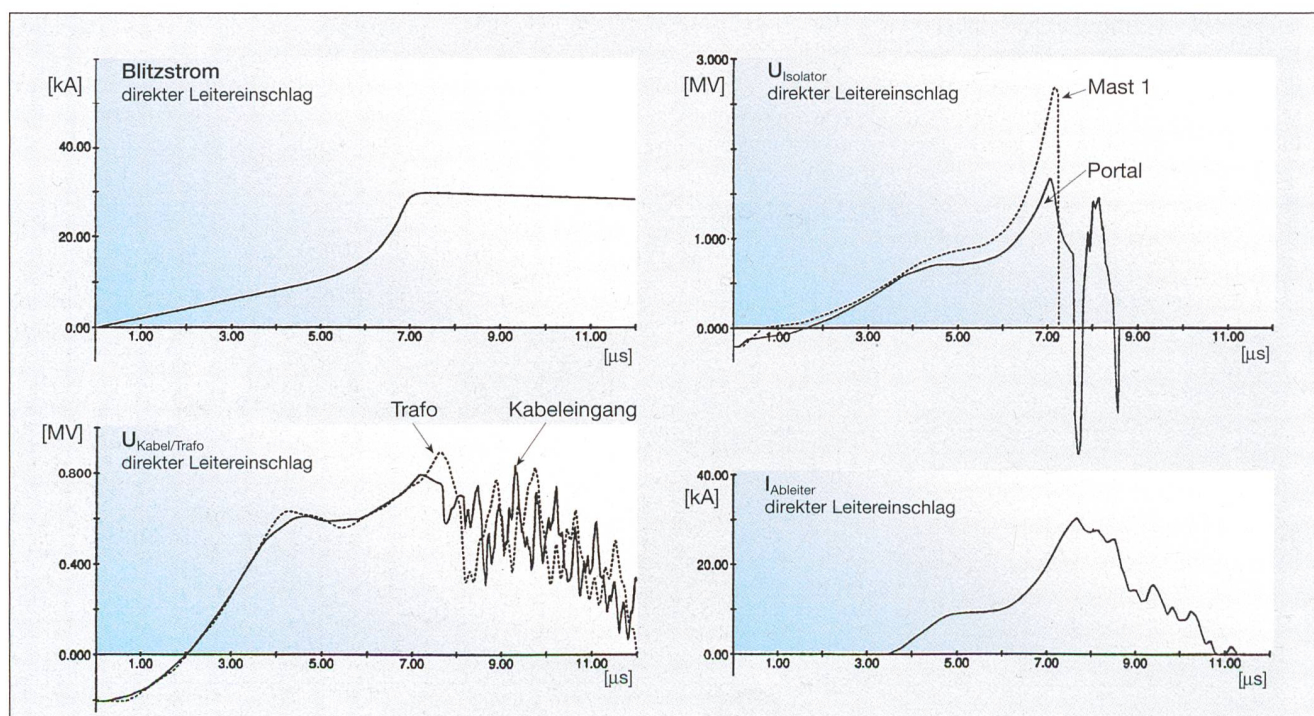 Blitzstrom
direkter Leitereinschlag
[kA]
40.00
20.00
0.00
1.00 3.00 5.00 7.00 9.00 11.00
[µs]
U Isolator
direkter Leitereinschlag
[MV]
3.000
1.000
0.000
Mast 1
Portal
1.00 3.00 5.00 7.00 9.00 11.00
[µs]
Trafo Kabeleingang
[MV]
U Kabel/Trafo
direkter Leitereinschlag
0.800
0.400
0.000
1.00 3.00 5.00 7.00 9.00 11.00
[µs]
40.00
[kA]
I Ableiter
direkter Leitereinschlag
20.00
0.00
1.00 3.00 5.00 7.00 9.00 11.00
[µs]